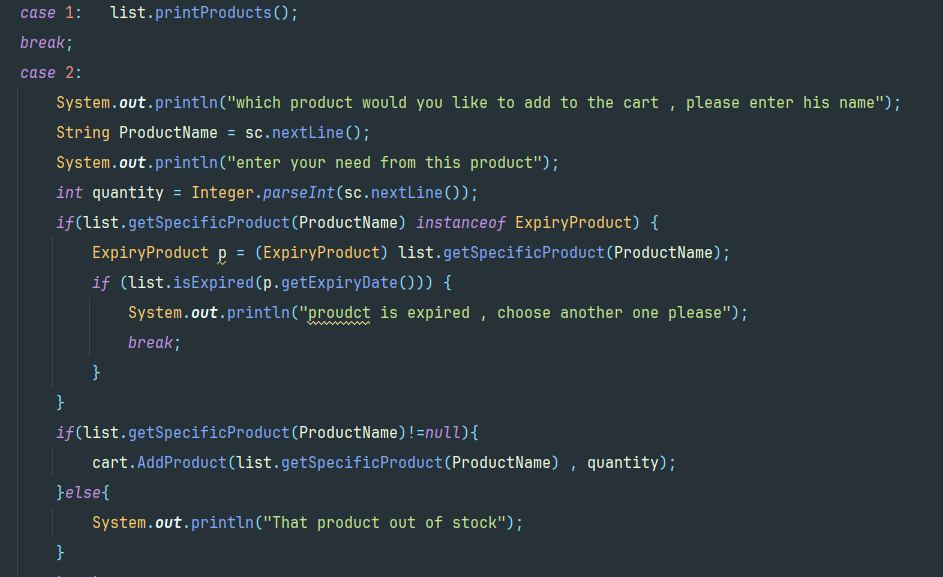 case 1:   list.printProducts();
break;
case 2:
    System.out.println("which product would you like to add to the cart , please enter his name");
    String ProductName = sc.nextLine();
    System.out.println("enter your need from this product");
    int quantity = Integer.parseInt(sc.nextLine());
    if(list.getSpecificProduct(ProductName) instanceof ExpiryProduct) {
        ExpiryProduct p = (ExpiryProduct) list.getSpecificProduct(ProductName);
        if (list.isExpired(p.getExpiryDate())) {
            System.out.println("proudct is expired , choose another one please");
            break;
        }
    }
    if(list.getSpecificProduct(ProductName)!=null){
        cart.AddProduct(list.getSpecificProduct(ProductName) , quantity);
    }else{
        System.out.println("That product out of stock");
    }